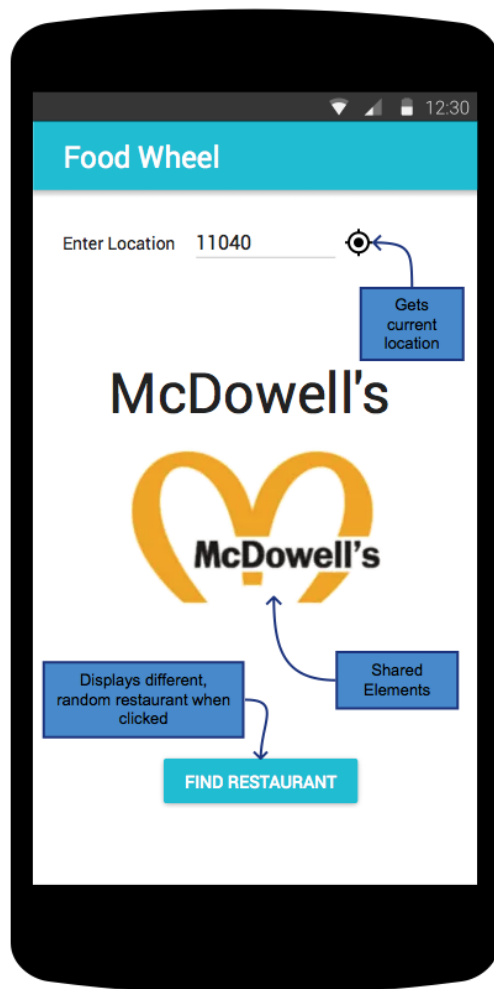 12:30
Food Wheel
Enter Location 11040
Gets
current
location
McDowell's
McDowell's
Shared
Elements
Displays different,
random restaurant when
clicked
FIND RESTAURANT